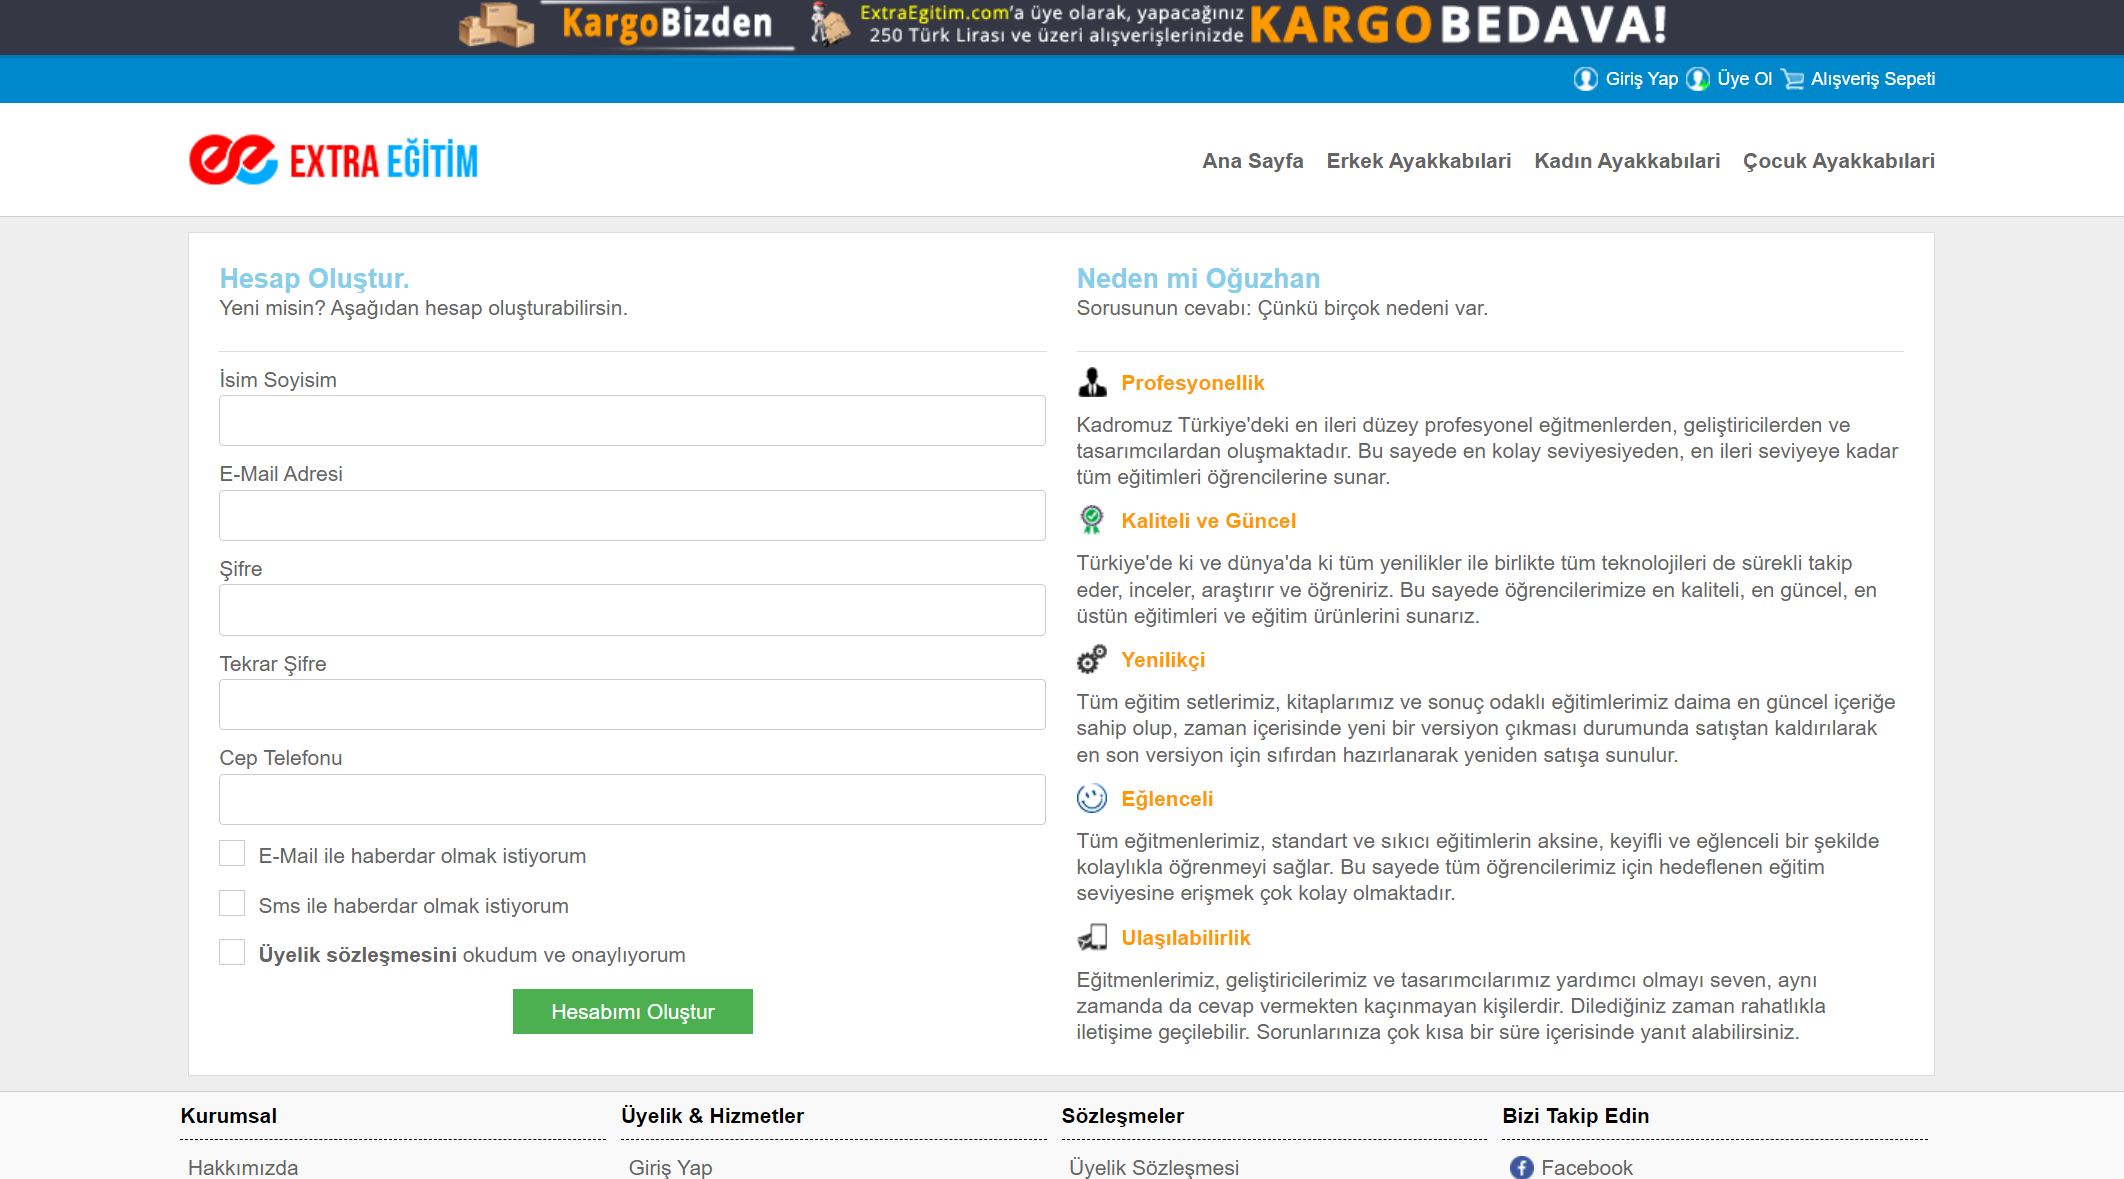 KargoBizden
ExtraEgitim.com'a üye olarak, yapacağınız
250 Türk Lirası ve üzeri alışverişlerinizde
KARGO BEDAVA!
Giriş Yap Üye Ol Alışveriş Sepeti
EXTRA EĞİTİM
Ana Sayfa Erkek Ayakkabılari Kadın Ayakkabılari Çocuk Ayakkabılari
Hesap Oluştur.
Yeni misin? Aşağıdan hesap oluşturabilirsin.
İsim Soyisim
E-Mail Adresi
Şifre
Tekrar Şifre
Cep Telefonu
E-Mail ile haberdar olmak istiyorum
Sms ile haberdar olmak istiyorum
Üyelik sözleşmesini okudum ve onaylıyorum
Hesabımı Oluştur
Neden mi Oğuzhan
Sorusunun cevabı: Çünkü birçok nedeni var.
Profesyonellik
Kadromuz Türkiye'deki en ileri düzey profesyonel eğitmenlerden, geliştiricilerden ve
tasarımcılardan oluşmaktadır. Bu sayede en kolay seviyesiyeden, en ileri seviyeye kadar
tüm eğitimleri öğrencilerine sunar.
Kaliteli ve Güncel
Türkiye'de ki ve dünya'da ki tüm yenilikler ile birlikte tüm teknolojileri de sürekli takip
eder, inceler, araştırır ve öğreniriz. Bu sayede öğrencilerimize en kaliteli, en güncel, en
üstün eğitimleri ve eğitim ürünlerini sunarız.
Yenilikçi
Tüm eğitim setlerimiz, kitaplarımız ve sonuç odaklı eğitimlerimiz daima en güncel içeriğe
sahip olup, zaman içerisinde yeni bir versiyon çıkması durumunda satıştan kaldırılarak
en son versiyon için sıfırdan hazırlanarak yeniden satışa sunulur.
Eğlenceli
Tüm eğitmenlerimiz, standart ve sıkıcı eğitimlerin aksine, keyifli ve eğlenceli bir şekilde
kolaylıkla öğrenmeyi sağlar. Bu sayede tüm öğrencilerimiz için hedeflenen eğitim
seviyesine erişmek çok kolay olmaktadır.
Ulaşılabilirlik
Eğitmenlerimiz, geliştiricilerimiz ve tasarımcılarımız yardımcı olmayı seven, aynı
zamanda da cevap vermekten kaçınmayan kişilerdir. Dilediğiniz zaman rahatlıkla
iletişime geçilebilir. Sorunlarınıza çok kısa bir süre içerisinde yanıt alabilirsiniz.
Kurumsal
Hakkımızda
Üyelik & Hizmetler
Giriş Yap
Sözleşmeler
Üyelik Sözleşmesi
Bizi Takip Edin
Facebook